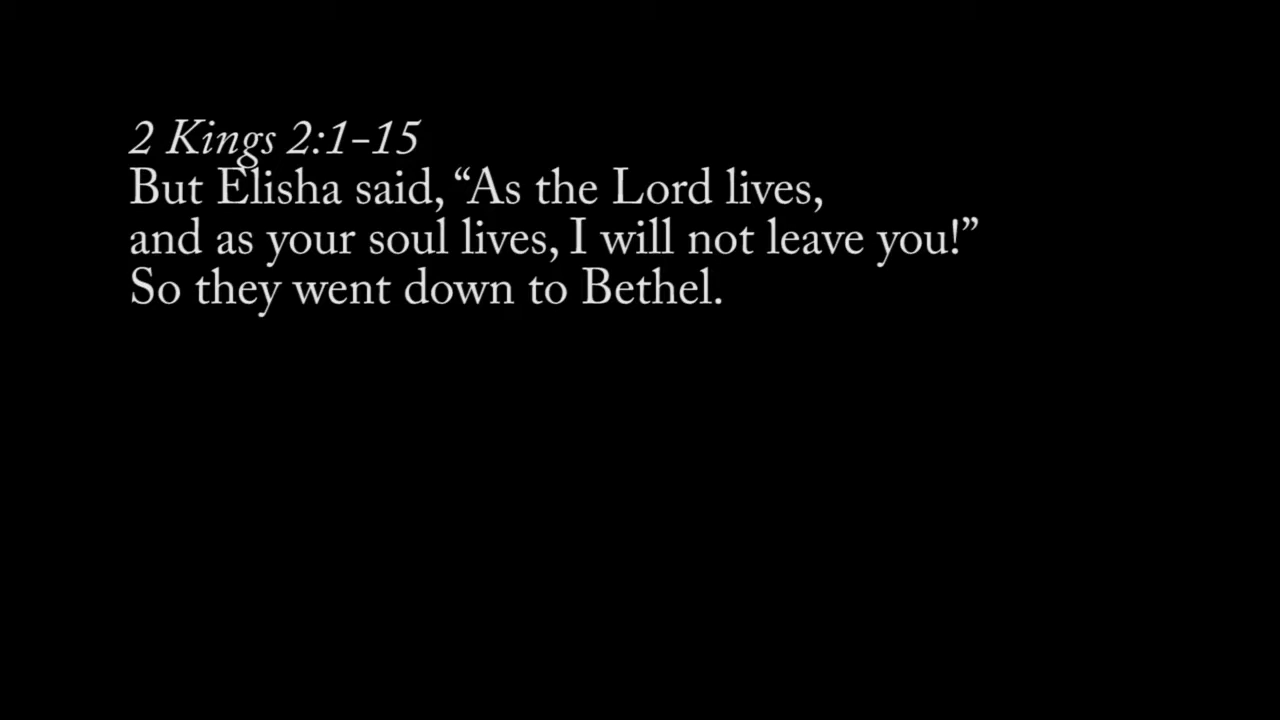 2 Kings 2:1-15
But Elisha said, “As the Lord lives,
and as your soul lives, I will not leave you!”
So they went down to Bethel.